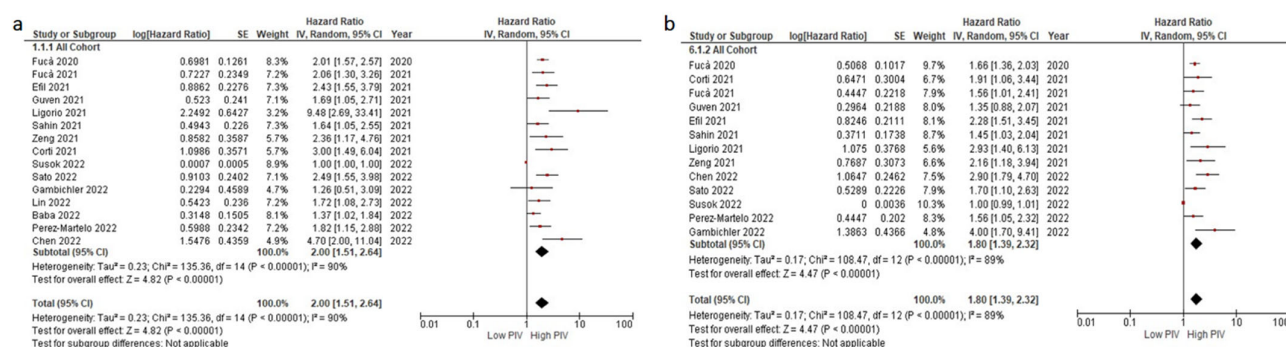 a
Hazard Ratio Hazard Ratio
Study or Subgroup log[Hazard Ratio] SE Weight IV, Random, 95% CI Year IV, Random, 95% CI
1.1.1 All Cohort
Fucà 2020 0.6981 0.1261 8.3% 2.01 [1.57, 2.57] 2020
Fucà 2021 0.7227 0.2349 7.2% 2.06 [1.30, 3.26] 2021
Efil 2021 0.8862 0.2276 7.3% 2.43 [1.55, 3.79] 2021
Guven 2021 0.523 0.241 7.1% 1.69 [1.05, 2.71] 2021
Ligorio 2021 2.2492 0.6427 3.2% 9.48 [2.69, 33.41] 2021
Sahin 2021 0.4943 0.226 7.3% 1.64 [1.05, 2.55] 2021
Zeng 2021 0.8582 0.3587 5.7% 2.36 [1.17, 4.76] 2021
Corti 2021 1.0986 0.3571 5.7% 3.00 [1.49, 6.04] 2021
Susok 2022 0.0007 0.0005 9.0% 1.00 [1.00, 1.00] 2022
Sato 2022 0.9103 0.2402 7.1% 2.49 [1.55, 3.98] 2022
Gambichler 2022 0.2294 0.4589 4.7% 1.26 [0.51, 3.09] 2022
Lin 2022 0.5423 0.236 7.2% 1.72 [1.08, 2.73] 2022
Baba 2022 0.3148 0.1505 8.1% 1.37 [1.02, 1.84] 2022
Perez-Martelo 2022 0.5988 0.2342 7.2% 1.82 [1.15, 2.88] 2022
Chen 2022 1.5476 0.4359 4.9% 4.70 [2.00, 11.04] 2022
Subtotal (95% CI) 100.0% 2.00 [1.51, 2.64]
Heterogeneity: Tau² = 0.23; Chi² = 135.36, df = 14 (P < 0.00001); I² = 90%
Test for overall effect: Z = 4.82 (P < 0.00001)
Total (95% CI) 100.0% 2.00 [1.51, 2.64]
Heterogeneity: Tau² = 0.23; Chi² = 135.36, df = 14 (P < 0.00001); I² = 90%
Test for overall effect: Z = 4.82 (P < 0.00001)
Test for subgroup differences: Not applicable
0.01 0.1 1 10 100
Low PIV High PIV
b
Hazard Ratio Hazard Ratio
Study or Subgroup log[Hazard Ratio] SE Weight IV, Random, 95% CI Year IV, Random, 95% CI
6.1.2 All Cohort
Fucà 2020 0.5068 0.1017 9.7% 1.66 [1.36, 2.03] 2020
Corti 2021 0.6471 0.3004 6.6% 1.91 [1.06, 3.44] 2021
Fucà 2021 0.4447 0.2218 8.0% 1.56 [1.01, 2.41] 2021
Guven 2021 0.2964 0.2188 8.0% 1.35 [0.88, 2.07] 2021
Efil 2021 0.8246 0.2111 8.1% 2.28 [1.51, 3.45] 2021
Sahin 2021 0.3711 0.1738 8.7% 1.45 [1.03, 2.04] 2021
Ligorio 2021 1.075 0.3768 5.5% 2.93 [1.40, 6.13] 2021
Zeng 2021 0.7687 0.3073 6.5% 2.16 [1.18, 3.94] 2021
Chen 2022 1.0647 0.2462 7.6% 2.90 [1.79, 4.70] 2022
Sato 2022 0.5289 0.2226 7.9% 1.70 [1.10, 2.63] 2022
Susok 2022 0 0.0036 10.3% 1.00 [0.99, 1.01] 2022
Perez-Martelo 2022 0.4447 0.202 8.3% 1.56 [1.05, 2.32] 2022
Gambichler 2022 1.3863 0.4366 4.8% 4.00 [1.70, 9.41] 2022
Subtotal (95% CI) 100.0% 1.80 [1.39, 2.32]
Heterogeneity: Tau² = 0.17; Chi² = 108.47, df = 12 (P < 0.00001); I² = 89%
Test for overall effect: Z = 4.47 (P < 0.00001)
Total (95% CI) 100.0% 1.80 [1.39, 2.32]
Heterogeneity: Tau² = 0.17; Chi² = 108.47, df = 12 (P < 0.00001); I² = 89%
Test for overall effect: Z = 4.47 (P < 0.00001)
Test for subgroup differences: Not applicable
0.01 0.1 1 10 100
Low PIV High PIV